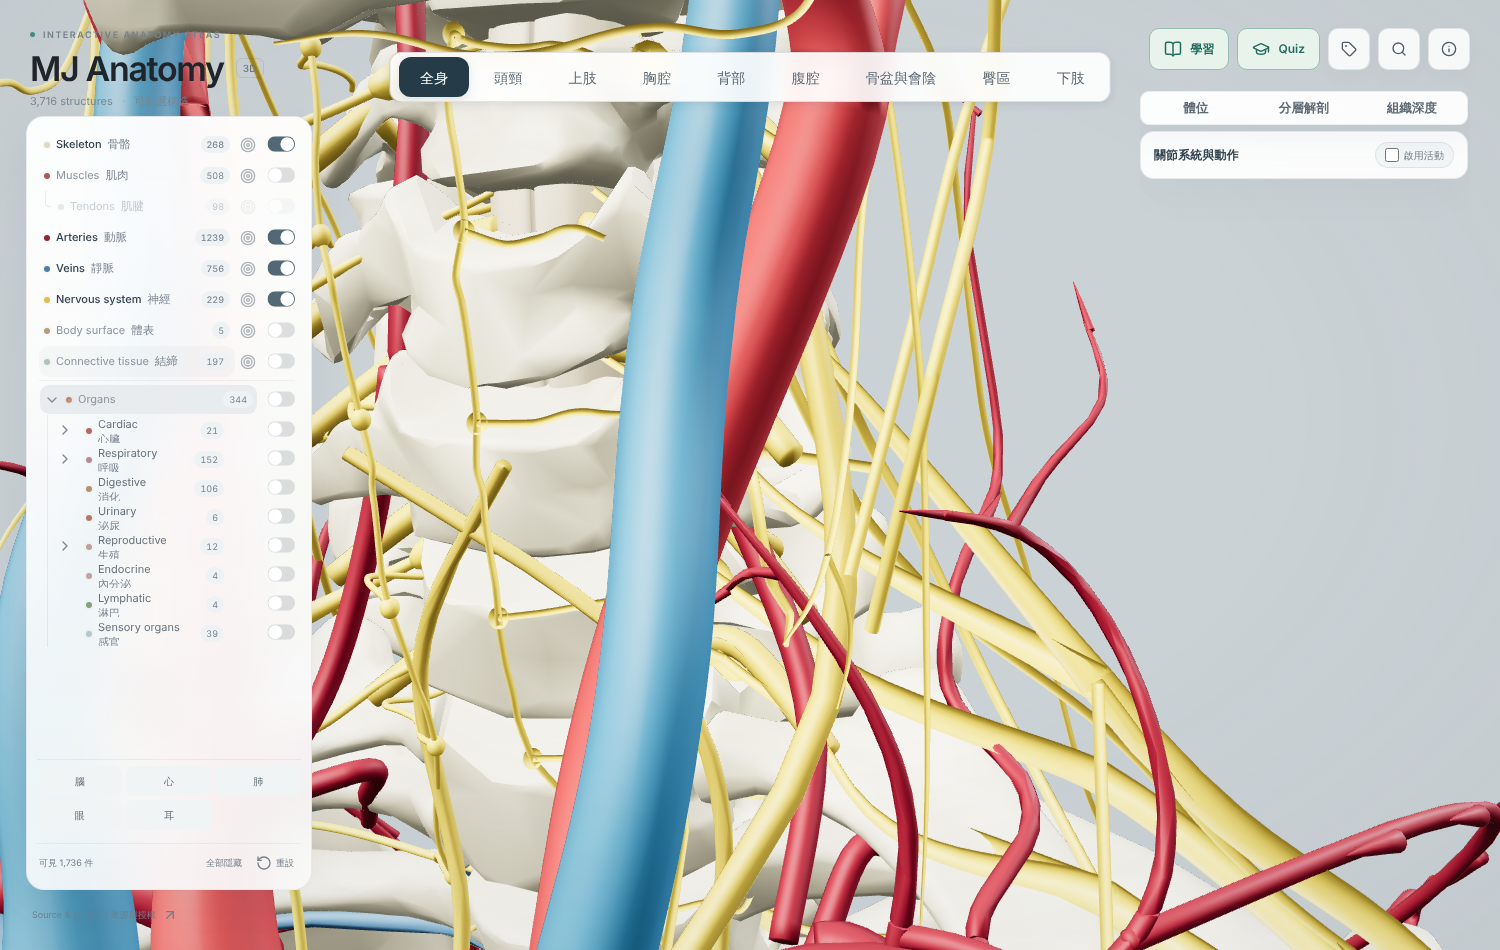 INTERACTIVE ANATOMY ATLAS
MJ Anatomy 3D
3,716 structures ·
全身 頭頸 上肢 胸腔 背部 腹腔 骨盆與會陰 臀區 下肢
學習 Quiz
體位 分層解剖 組織深度
關節系統與動作 啟用活動
Skeleton 骨骼 268
Muscles 肌肉 508
Tendons 肌腱 98
Arteries 動脈 1239
Veins 靜脈 756
Nervous system 神經 229
Body surface 體表 5
Connective tissue 結締 197
Organs 344
Cardiac 21
心臟
Respiratory 152
呼吸
Digestive 106
消化
Urinary 6
泌尿
Reproductive 12
生殖
Endocrine 4
內分泌
Lymphatic 4
淋巴
Sensory organs 39
感官
腦 心 肺
眼 耳
可見 1,736 件 全部隱藏 重設
Source &